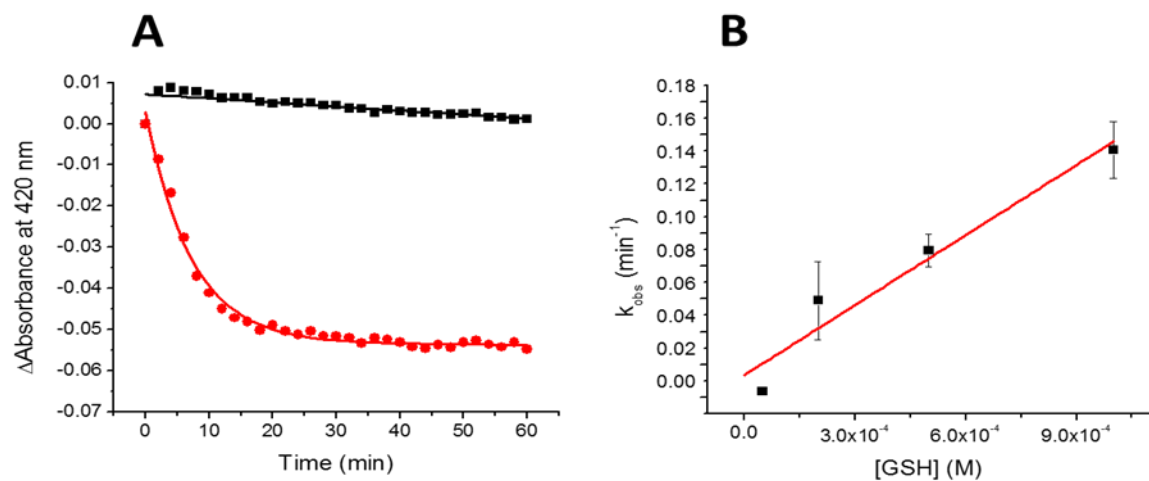 A
ΔAbsorbance at 420 nm
0.01
0.00
-0.01
-0.02
-0.03
-0.04
-0.05
-0.06
-0.07
0 10 20 30 40 50 60
Time (min)
B
k_obs (min⁻¹)
0.18
0.16
0.14
0.12
0.10
0.08
0.06
0.04
0.02
0.00
0.0 3.0x10⁻⁴ 6.0x10⁻⁴ 9.0x10⁻⁴
[GSH] (M)